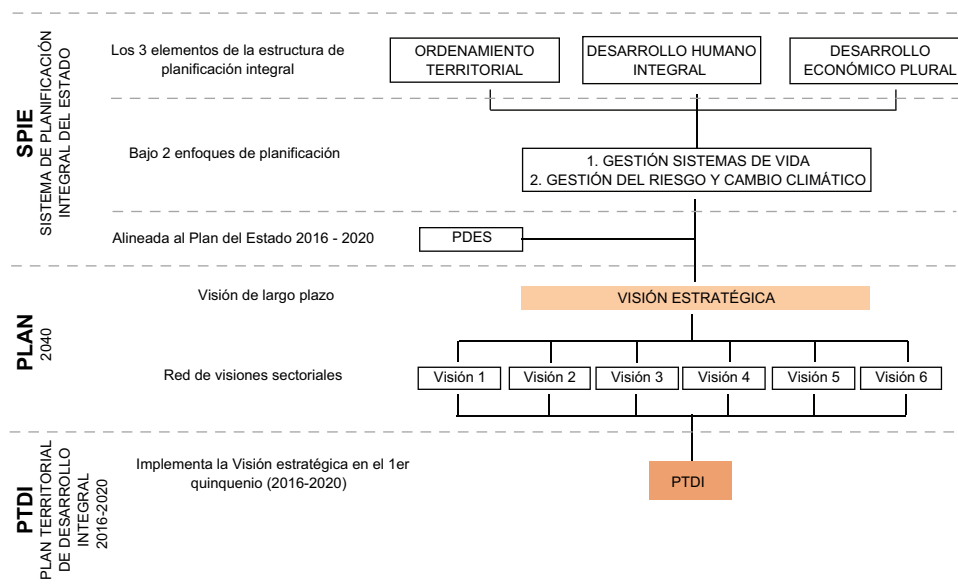 SPIE
SISTEMA DE PLANIFICACIÓN
INTEGRAL DEL ESTADO
Los 3 elementos de la estructura de
planificación integral
ORDENAMIENTO
TERRITORIAL
DESARROLLO HUMANO
INTEGRAL
DESARROLLO
ECONÓMICO PLURAL
Bajo 2 enfoques de planificación
1. GESTIÓN SISTEMAS DE VIDA
2. GESTIÓN DEL RIESGO Y CAMBIO CLIMÁTICO
Alineada al Plan del Estado 2016 - 2020
PDES
PLAN
2040
Visión de largo plazo
VISIÓN ESTRATÉGICA
Red de visiones sectoriales
Visión 1
Visión 2
Visión 3
Visión 4
Visión 5
Visión 6
PTDI
PLAN TERRITORIAL
DE DESARROLLO
INTEGRAL
2016-2020
Implementa la Visión estratégica en el 1er
quinquenio (2016-2020)
PTDI